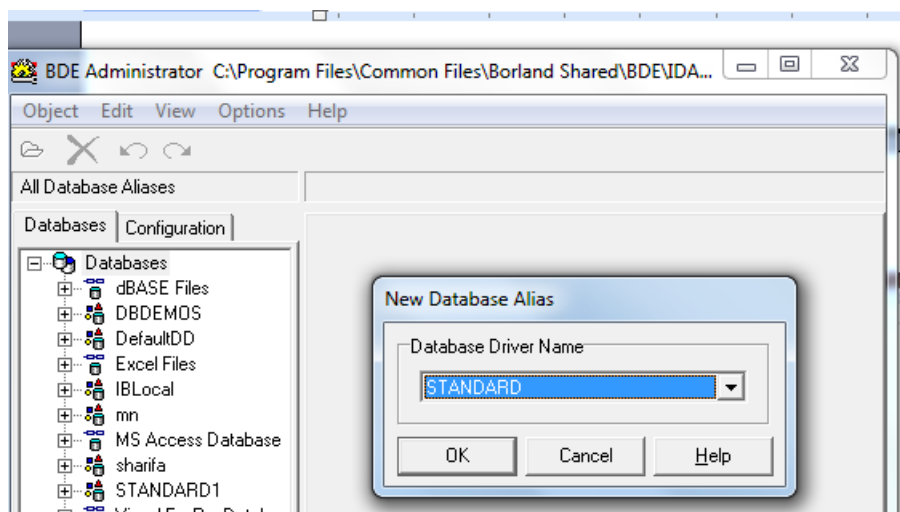 BDE Administrator C:\Program Files\Common Files\Borland Shared\BDE\IDA...
Object Edit View Options Help
All Database Aliases
Databases Configuration
Databases
dBASE Files
DBDEMOS
DefaultDD
Excel Files
IBLocal
mn
MS Access Database
sharifa
STANDARD1
New Database Alias
Database Driver Name
STANDARD
OK Cancel Help